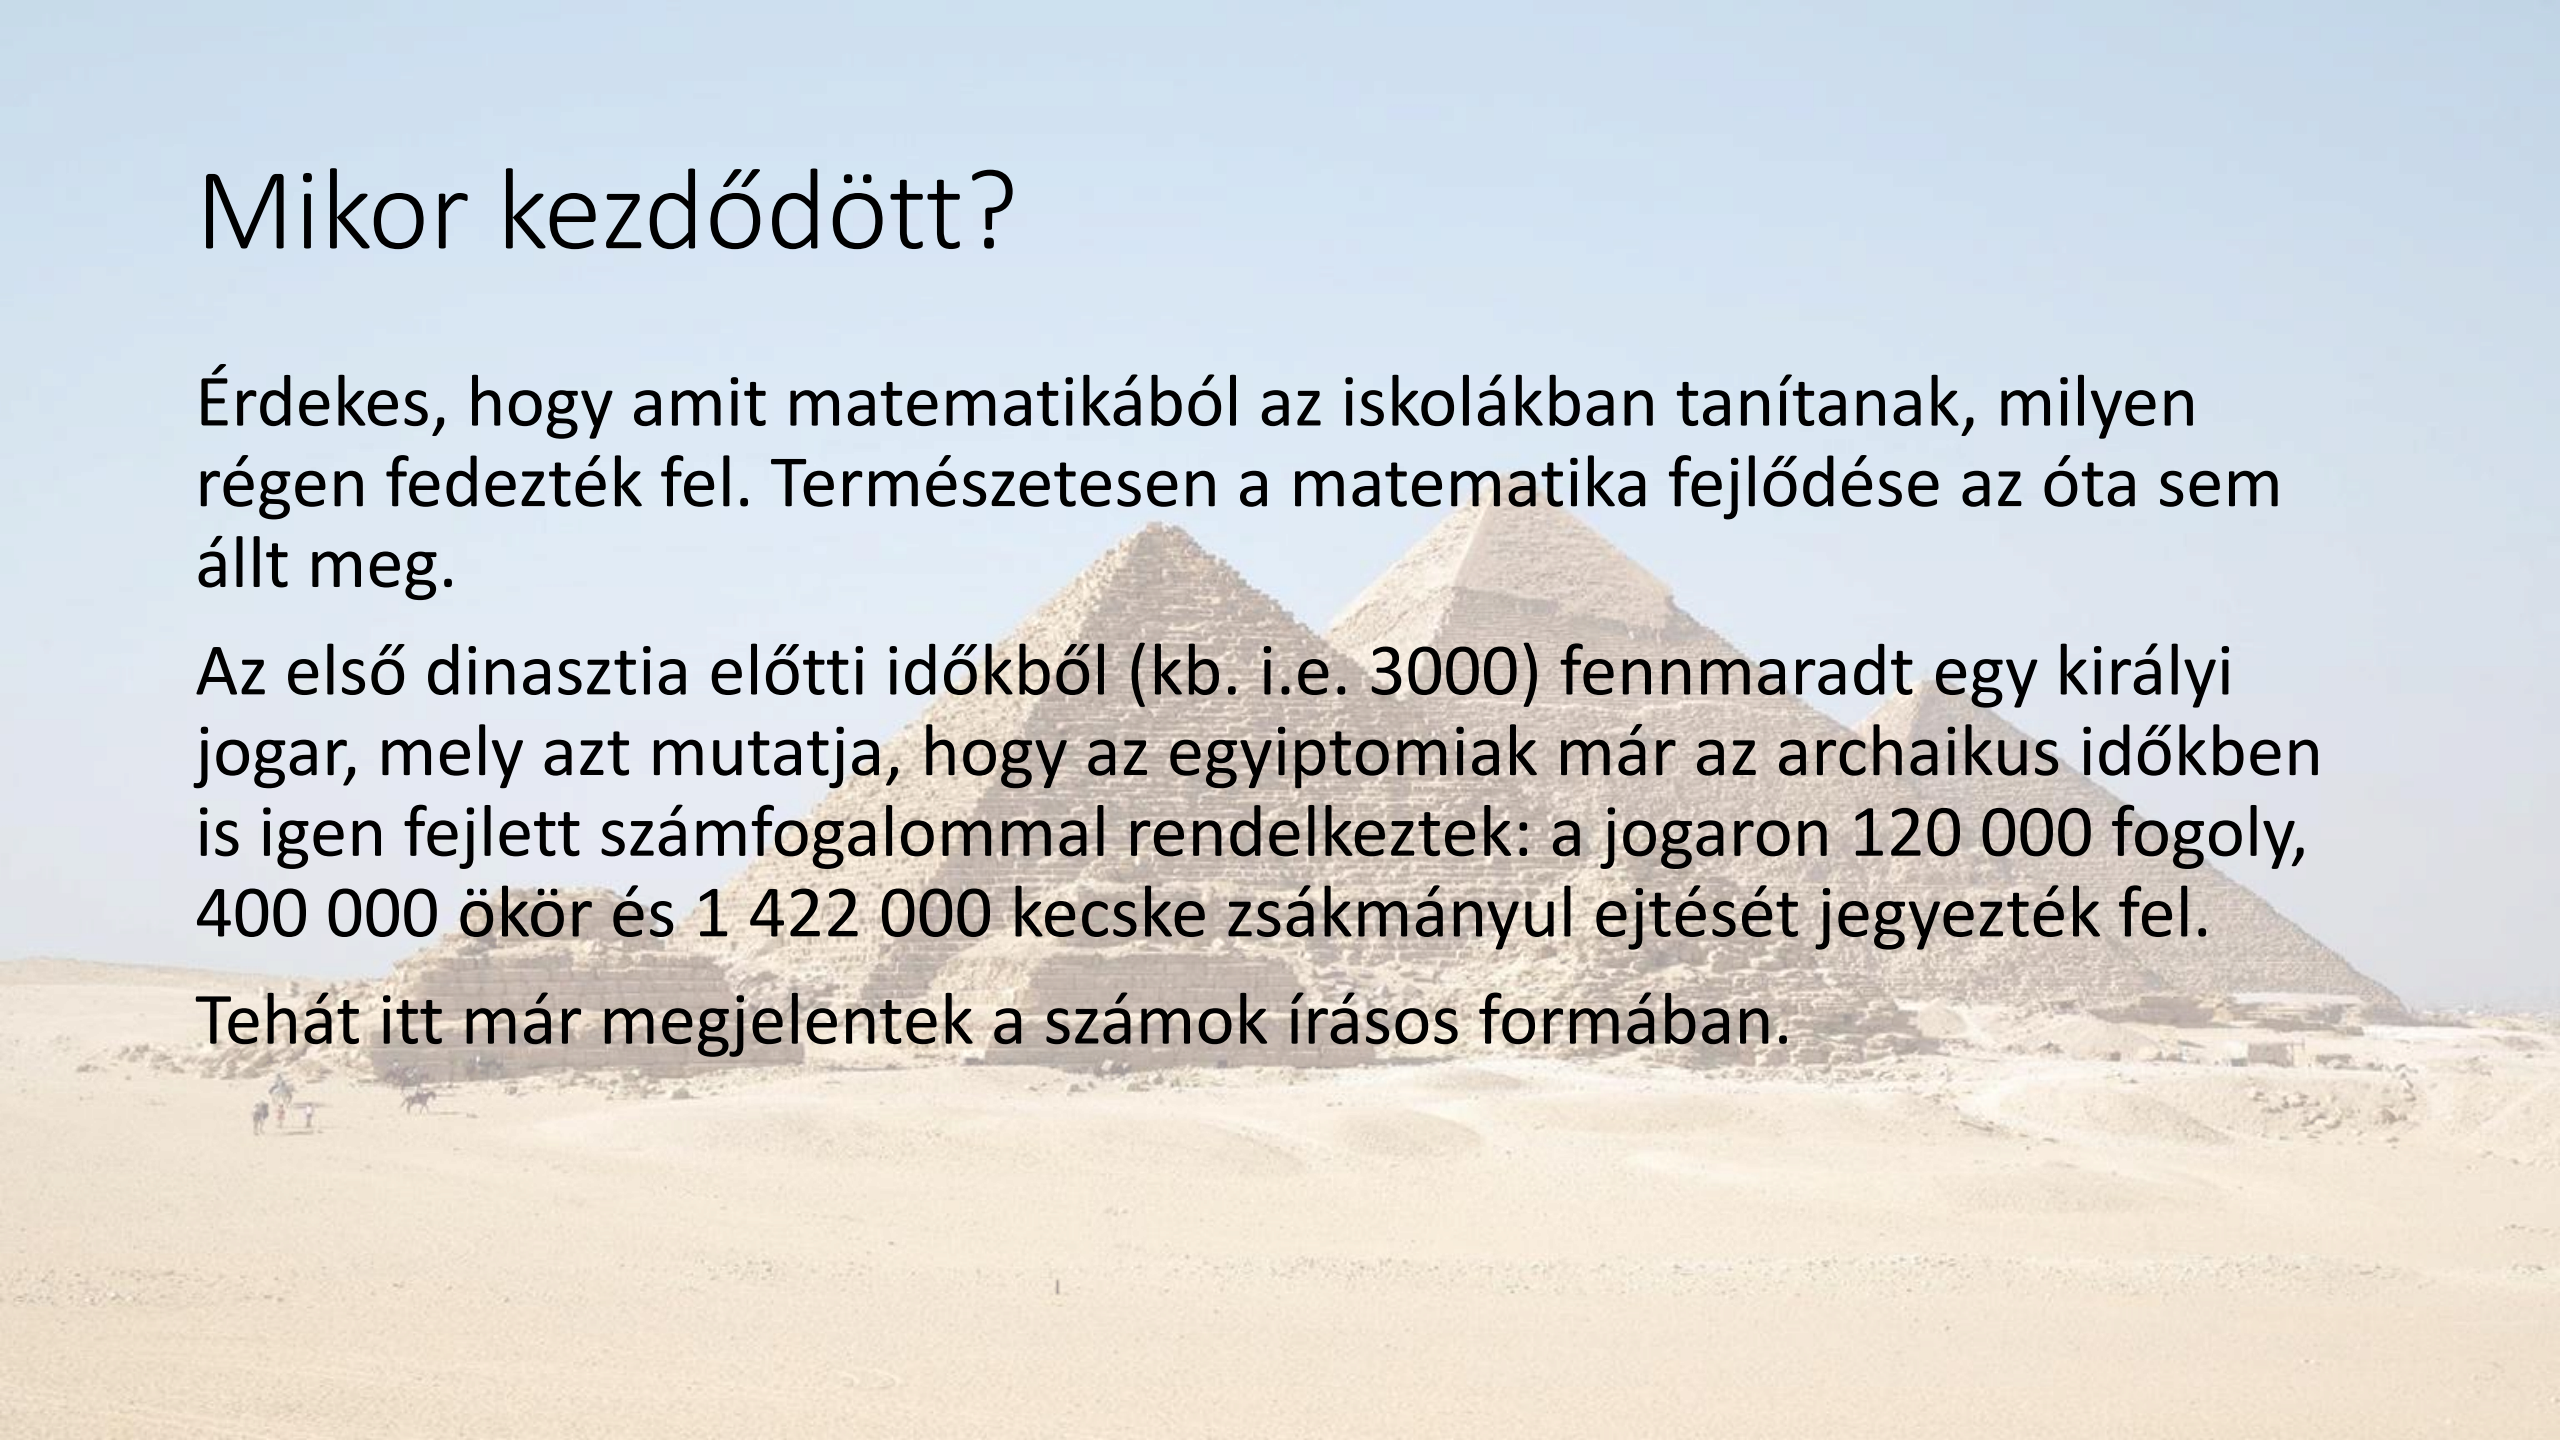 Mikor kezdődött?
Érdekes, hogy amit matematikából az iskolákban tanítanak, milyen
régen fedezték fel. Természetesen a matematika fejlődése az óta sem
állt meg.
Az első dinasztia előtti időkből (kb. i.e. 3000) fennmaradt egy királyi
jogar, mely azt mutatja, hogy az egyiptomiak már az archaikus időkben
is igen fejlett számfogalommal rendelkeztek: a jogaron 120 000 fogoly,
400 000 ökör és 1 422 000 kecske zsákmányul ejtését jegyezték fel.
Tehát itt már megjelentek a számok írásos formában.